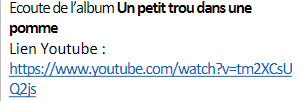 Ecoute de l'album Un petit trou dans une
pomme
Lien Youtube :
https://www.youtube.com/watch?v=tm2XCsU
Q2js